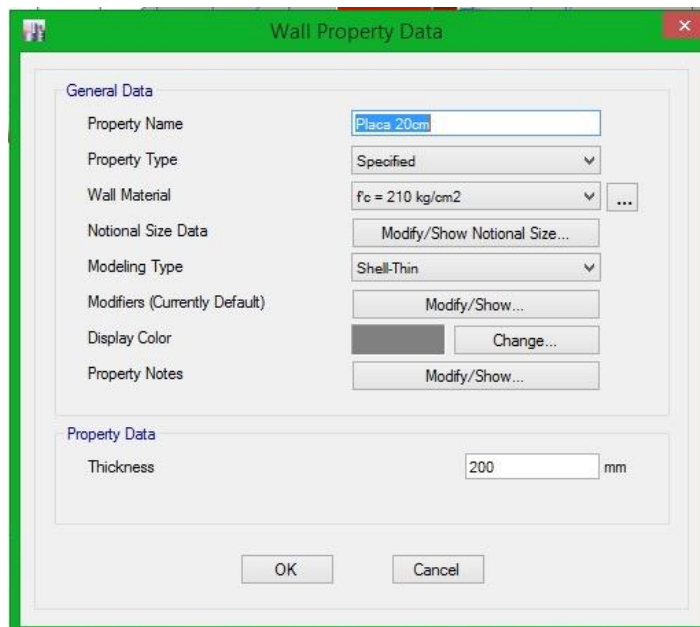 Wall Property Data
General Data
Property Name Placa 20cm
Property Type Specified
Wall Material f'c = 210 kg/cm2 ...
Notional Size Data Modify/Show Notional Size...
Modeling Type Shell-Thin
Modifiers (Currently Default) Modify/Show...
Display Color Change...
Property Notes Modify/Show...
Property Data
Thickness 200 mm
OK Cancel